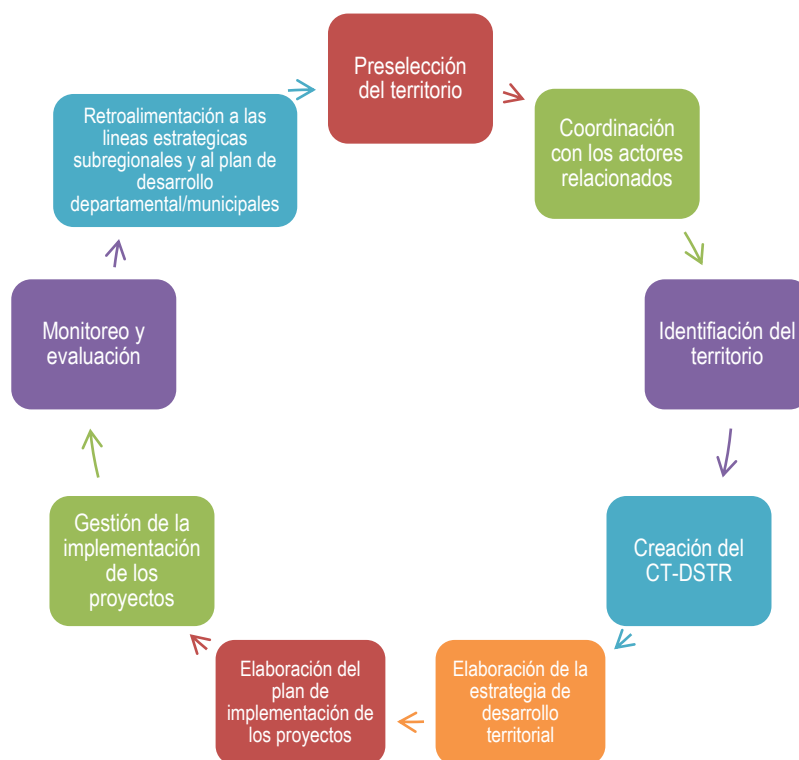 Preselección
del territorio
Coordinación
con los actores
relacionados
Identifiación del
territorio
Creación del
CT-DSTR
Elaboración de la
estrategia de
desarrollo
territorial
Elaboración del
plan de
implementación de
los proyectos
Gestión de la
implementación
de los
proyectos
Monitoreo y
evaluación
Retroalimentación a las
lineas estrategicas
subregionales y al plan de
desarrollo
departamental/municipales